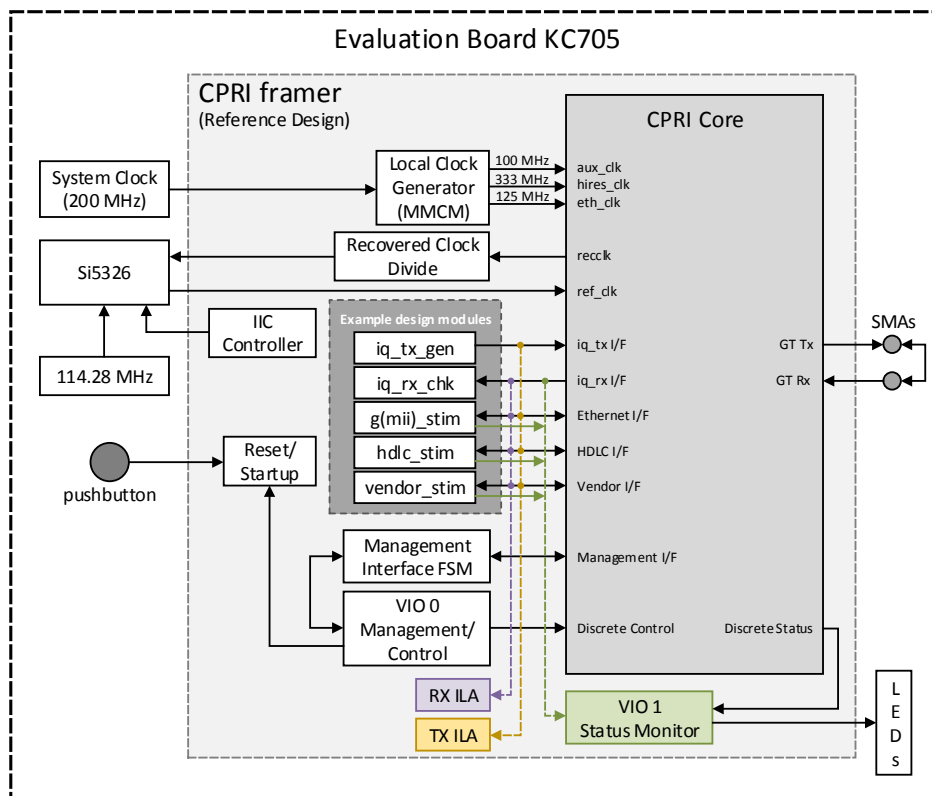 Evaluation Board KC705
CPRI framer
(Reference Design)
CPRI Core
System Clock
(200 MHz)
Local Clock
Generator
(MMCM)
100 MHz
333 MHz
125 MHz
aux_clk
hires_clk
eth_clk
Si5326
Recovered Clock
Divide
recclk
ref_clk
IIC
Controller
114.28 MHz
Example design modules
iq_tx_gen
iq_rx_chk
g(mii)_stim
hdlc_stim
vendor_stim
iq_tx I/F
iq_rx I/F
Ethernet I/F
HDLC I/F
Vendor I/F
GT Tx
GT Rx
SMAs
pushbutton
Reset/
Startup
Management
Interface FSM
Management I/F
VIO 0
Management/
Control
Discrete Control
Discrete Status
RX ILA
TX ILA
VIO 1
Status Monitor
L
E
D
s